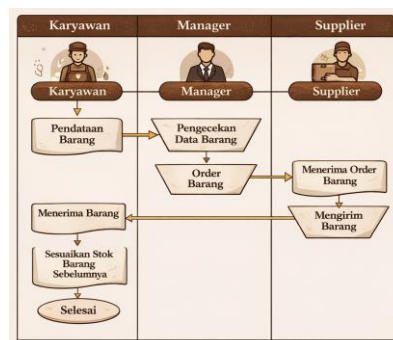 Karyawan
Manager
Supplier
Karyawan
Manager
Supplier
Pendataan
Barang
Pengecekan
Data Barang
Order
Barang
Menerima Order
Barang
Menerima Barang
Mengirim
Barang
Sesuaikan Stok
Barang
Sebelumnya
Selesai